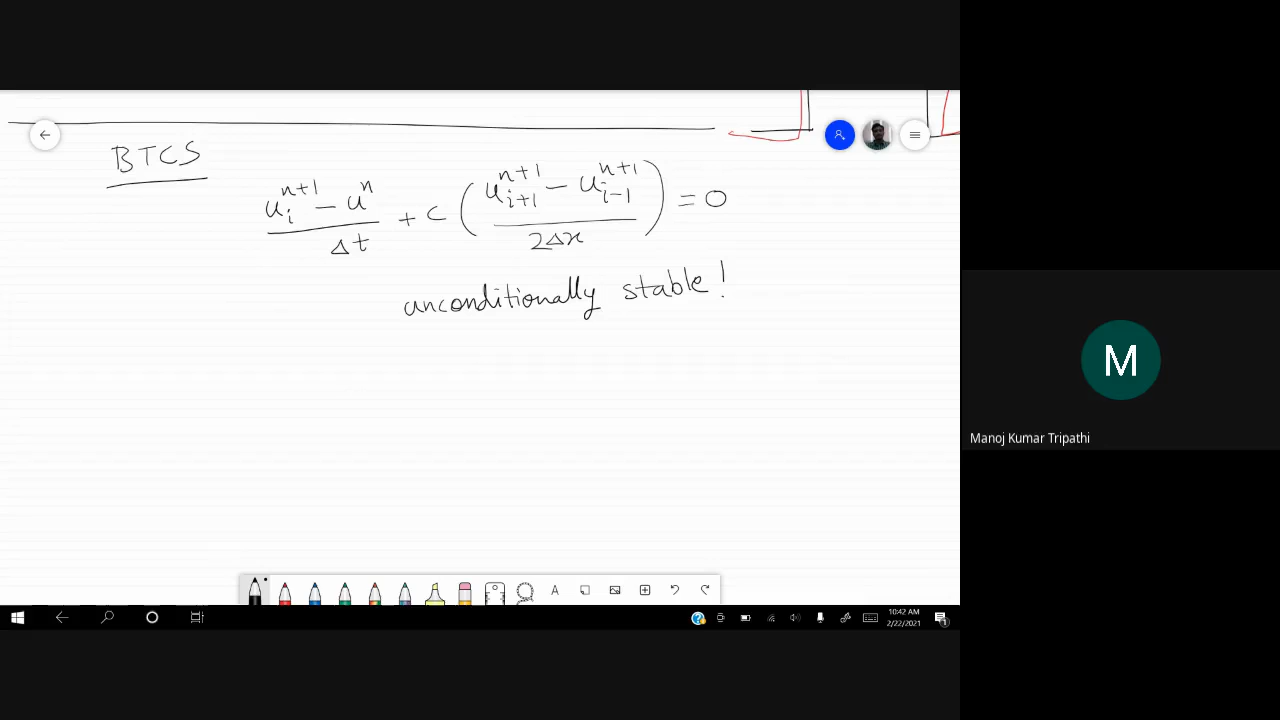 BTCS
(u_i^{n+1} - u^n)/Δt + c ((u_{i+1}^{n+1} - u_{i-1}^{n+1})/2Δx) = 0
unconditionally stable!
M
Manoj Kumar Tripathi
A
10:42 AM
2/22/2021
1